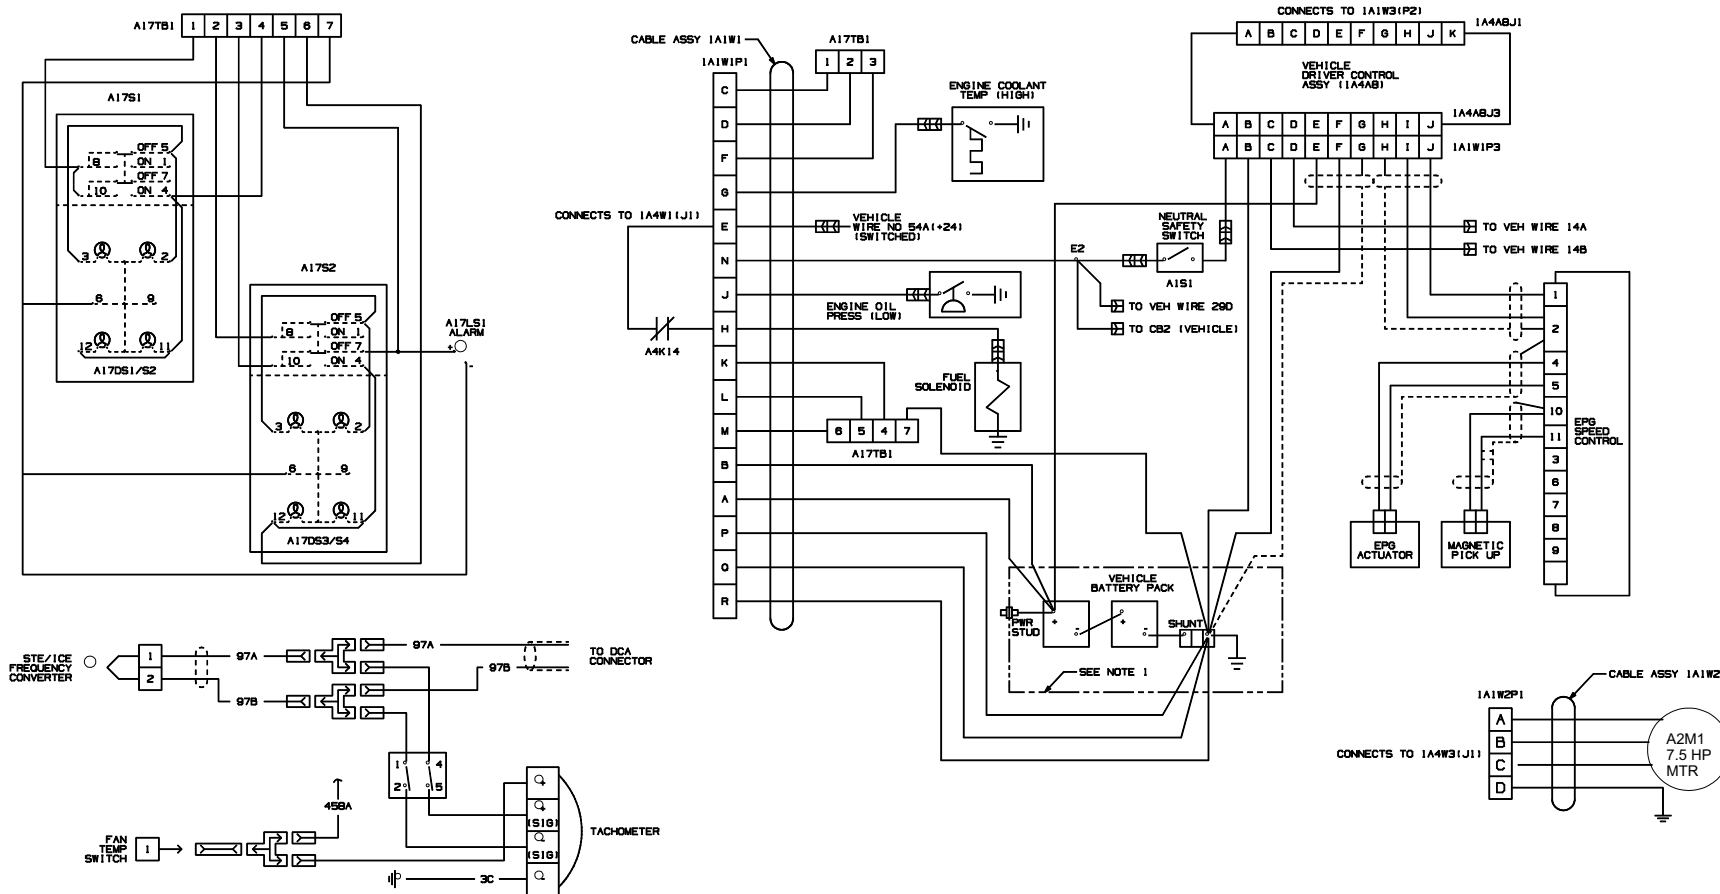 A17TB1 1 2 3 4 5 6 7
A17S1
OFF 5
8 ON 1
OFF 7
10 ON 4
3 2
6 9
12 11
A17DS1/S2
A17S2
OFF 5
8 ON 1
OFF 7
10 ON 4
3 2
6 9
12 11
A17DS3/S4
A17LS1
ALARM
+
-
CABLE ASSY 1A1W1
1A1W1P1
C
D
F
G
E
N
J
H
K
L
M
B
A
P
Q
R
A17TB1
1 2 3
ENGINE COOLANT
TEMP (HIGH)
CONNECTS TO 1A4W1(J1)
VEHICLE
WIRE NO 54A(+24)
(SWITCHED)
A4K14
ENGINE OIL
PRESS (LOW)
FUEL
SOLENOID
6 5 4 7
A17TB1
E2
NEUTRAL
SAFETY
SWITCH
A1S1
TO VEH WIRE 29D
TO CB2 (VEHICLE)
CONNECTS TO 1A1W3(P2)
1A4A8J1
A B C D E F G H J K
VEHICLE
DRIVER CONTROL
ASSY (1A4A8)
1A4A8J3
A B C D E F G H I J
A B C D E F G H I J
1A1W1P3
TO VEH WIRE 14A
TO VEH WIRE 14B
1
2
4
5
10
11
3
6
7
8
9
EPG
SPEED
CONTROL
EPG
ACTUATOR
MAGNETIC
PICK UP
VEHICLE
BATTERY PACK
PWR
STUD
+ -
+ -
SHUNT
SEE NOTE 1
STE/ICE
FREQUENCY
CONVERTER
1
2
97A
97B
97A
97B
TO DCA
CONNECTOR
1 4
2 5
458A
FAN
TEMP
SWITCH
1
+
+
(SIG)
-
(SIG)
-
TACHOMETER
3C
CABLE ASSY 1A1W2
1A1W2P1
A
B
C
D
CONNECTS TO 1A4W3(J1)
A2M1
7.5 HP
MTR